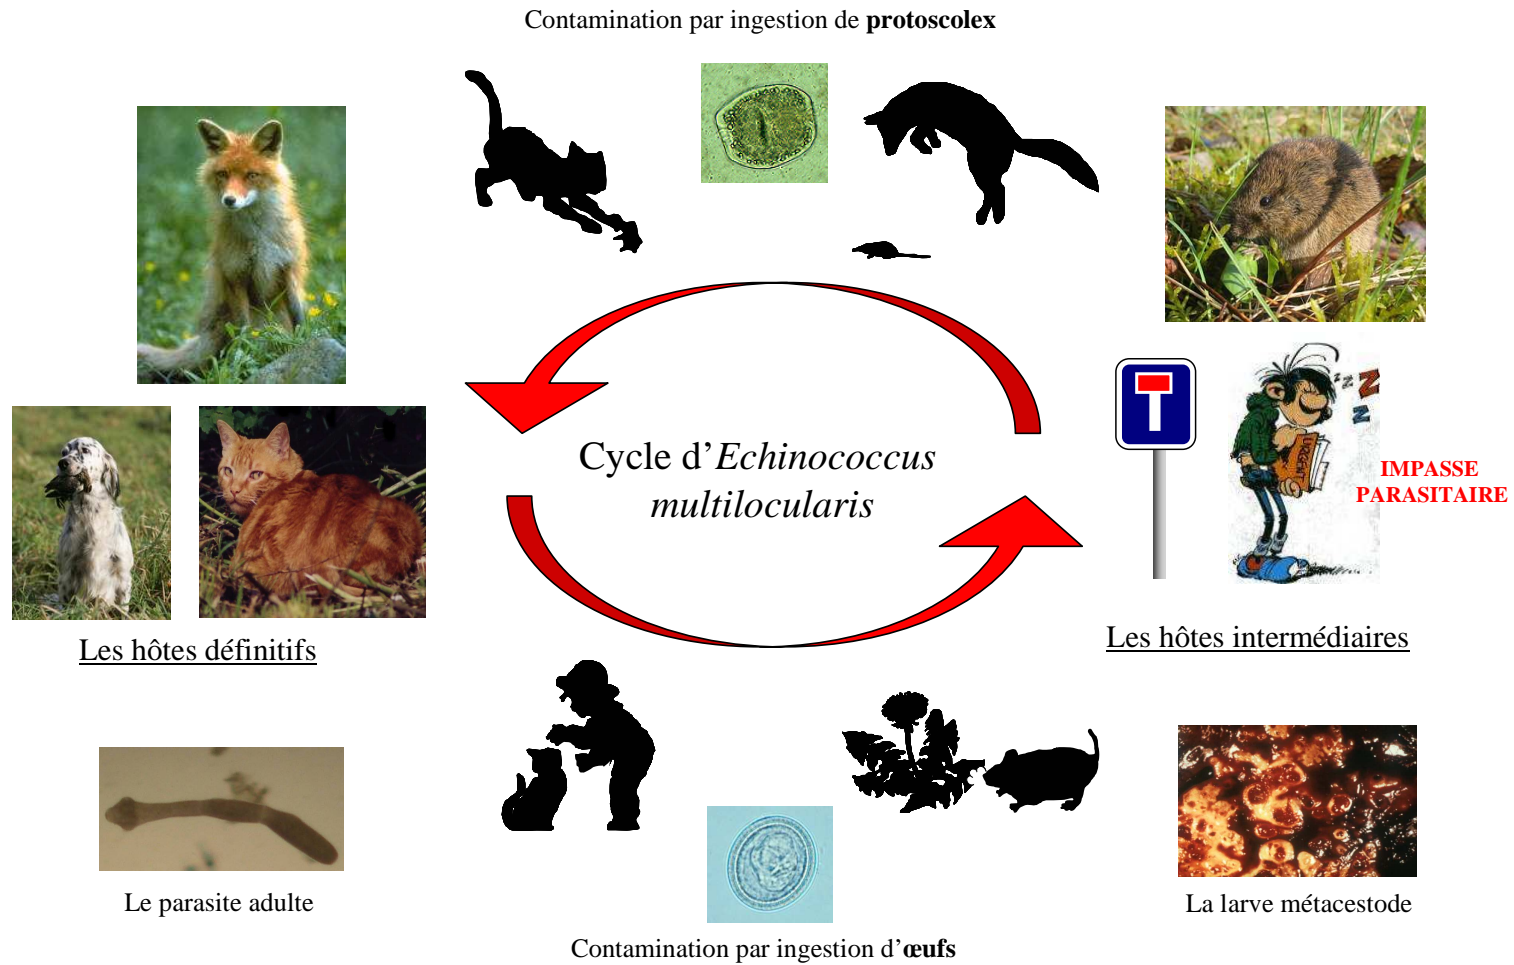 Contamination par ingestion de protoscolex
Cycle d’Echinococcus
multilocularis
IMPASSE
PARASITAIRE
Les hôtes définitifs
Les hôtes intermédiaires
Le parasite adulte
La larve métacestode
Contamination par ingestion d’œufs
URGENT
Z Z Z Z N